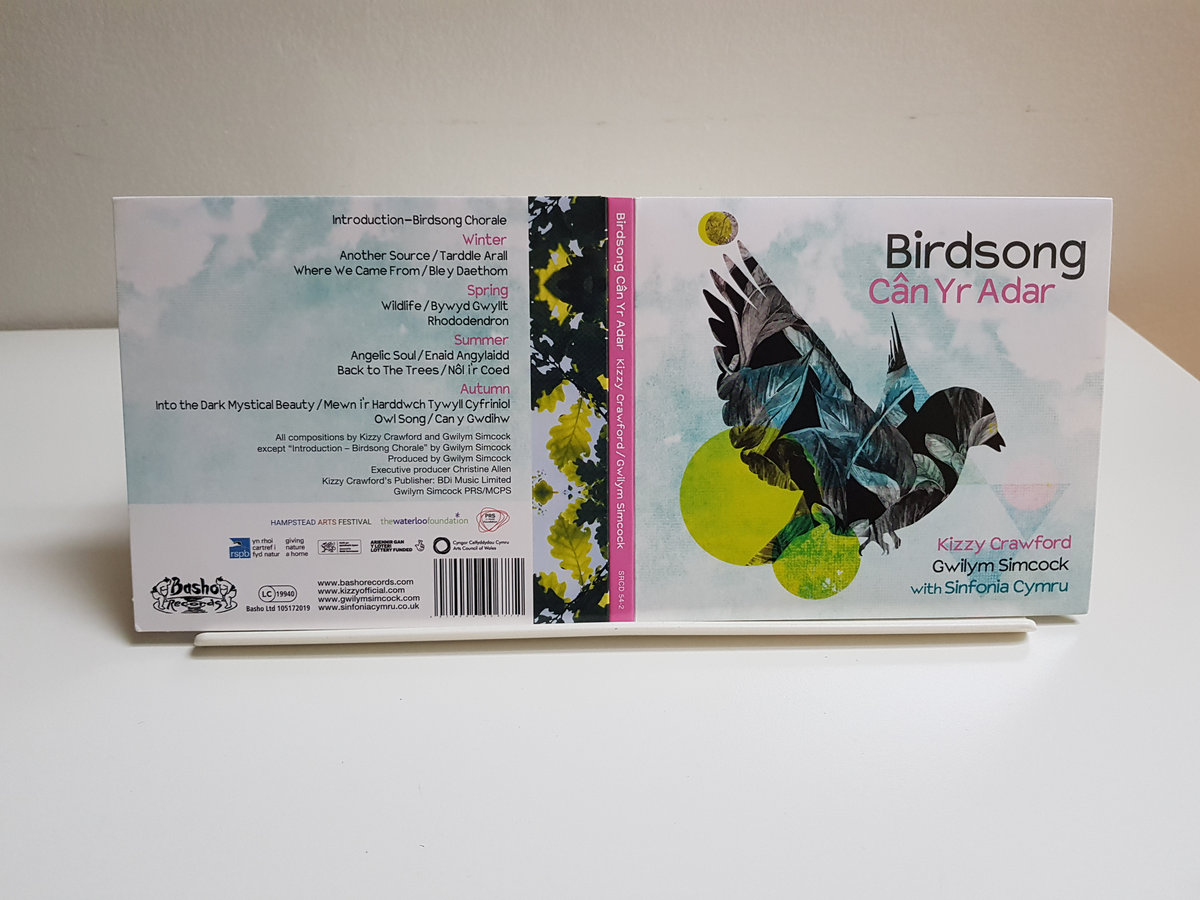 Introduction–Birdsong Chorale
Winter
Another Source / Tarddle Arall
Where We Came From / Ble y Daethom
Spring
Wildlife / Bywyd Gwyllt
Rhododendron
Summer
Angelic Soul / Enaid Angylaidd
Back to The Trees / Nôl i'r Coed
Autumn
Into the Dark Mystical Beauty / Mewn i'r Harddwch Tywyll Cyfriniol
Owl Song / Can y Gwdihw
All compositions by Kizzy Crawford and Gwilym Simcock
except “Introduction – Birdsong Chorale” by Gwilym Simcock
Produced by Gwilym Simcock
Executive producer Christine Allen
Kizzy Crawford's Publisher: BDi Music Limited
Gwilym Simcock PRS/MCPS
HAMPSTEAD ARTS FESTIVAL
thewaterloofoundation
PRS
rspb
yn rhoi
cartref i
fyd natur
giving
nature
a home
ARIENNIR GAN
Y LOTERI
LOTTERY FUNDED
Cyngor Celfyddydau Cymru
Arts Council of Wales
Basho
Records
LC 19940
Basho Ltd 105172019
www.bashorecords.com
www.kizzyofficial.com
www.gwilymsimcock.com
www.sinfoniacymru.co.uk
Birdsong Cân Yr Adar Kizzy Crawford / Gwilym Simcock
SRCD 54-2
Birdsong
Cân Yr Adar
Kizzy Crawford
Gwilym Simcock
with Sinfonia Cymru